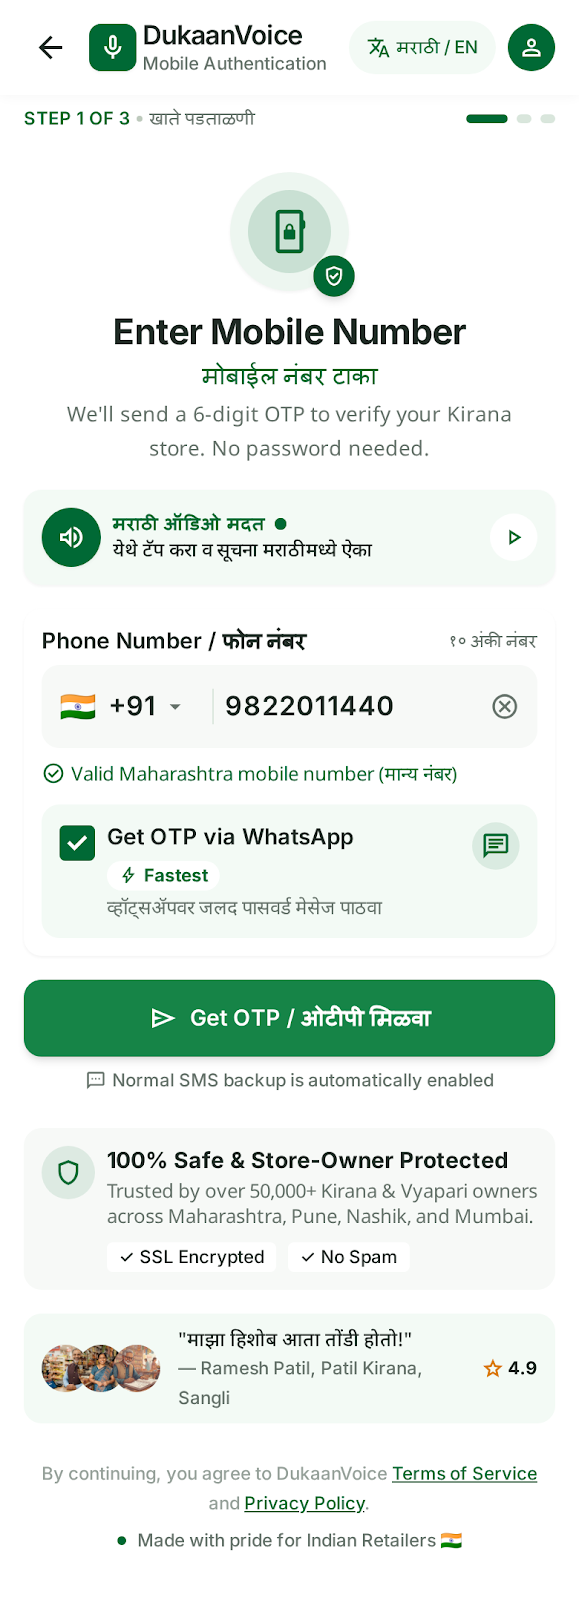 DukaanVoice
Mobile Authentication
मराठी / EN
STEP 1 OF 3 • खाते पडताळणी
Enter Mobile Number
मोबाईल नंबर टाका
We'll send a 6-digit OTP to verify your Kirana
store. No password needed.
मराठी ऑडिओ मदत
येथे टॅप करा व सूचना मराठीमध्ये ऐका
Phone Number / फोन नंबर
१० अंकी नंबर
+91
9822011440
Valid Maharashtra mobile number (मान्य नंबर)
Get OTP via WhatsApp
Fastest
व्हॉट्सॲपवर जलद पासवर्ड मेसेज पाठवा
Get OTP / ओटीपी मिळवा
Normal SMS backup is automatically enabled
100% Safe & Store-Owner Protected
Trusted by over 50,000+ Kirana & Vyapari owners
across Maharashtra, Pune, Nashik, and Mumbai.
✓ SSL Encrypted
✓ No Spam
"माझा हिशोब आता तोंडी होतो!"
— Ramesh Patil, Patil Kirana,
Sangli
4.9
By continuing, you agree to DukaanVoice Terms of Service
and Privacy Policy.
Made with pride for Indian Retailers 🇮🇳